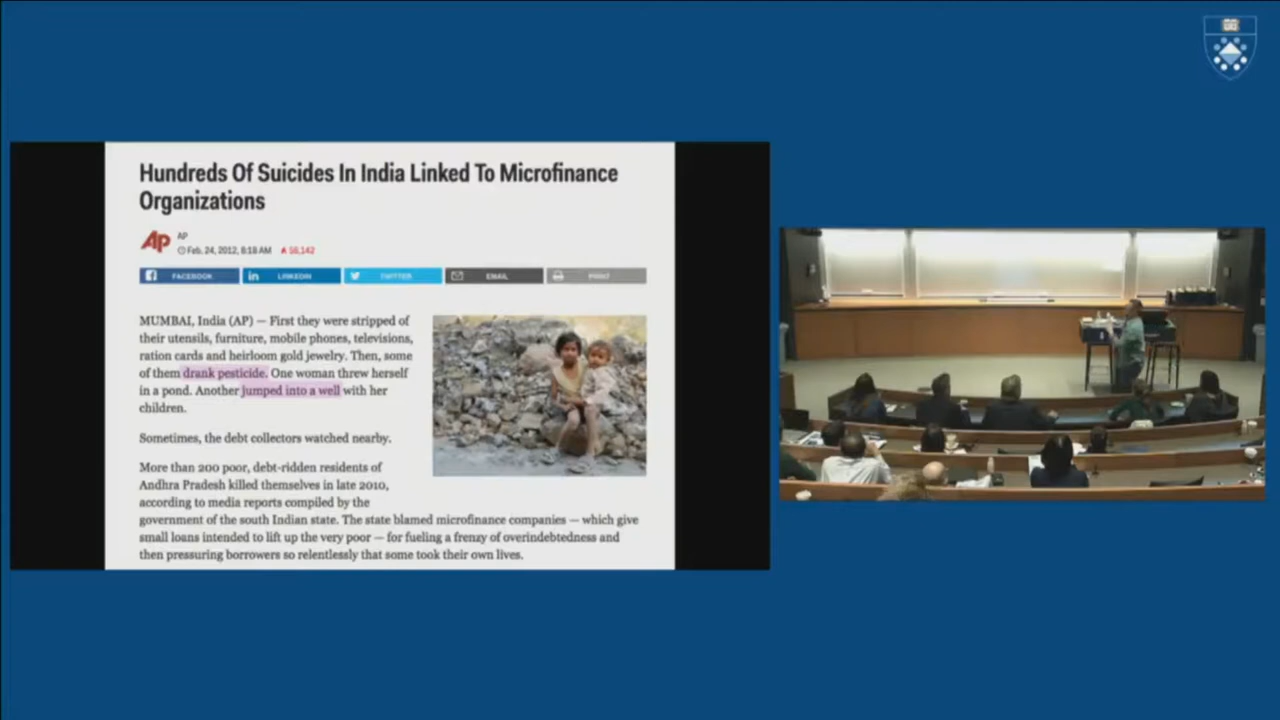 Hundreds Of Suicides In India Linked To Microfinance
Organizations
AP
AP
Feb. 24, 2012, 6:18 AM
FACEBOOK
in LINKEDIN
TWITTER
EMAIL
PRINT
MUMBAI, India (AP) — First they were stripped of
their utensils, furniture, mobile phones, televisions,
ration cards and heirloom gold jewelry. Then, some
of them drank pesticide. One woman threw herself
in a pond. Another jumped into a well with her
children.
Sometimes, the debt collectors watched nearby.
More than 200 poor, debt-ridden residents of
Andhra Pradesh killed themselves in late 2010,
according to media reports compiled by the
government of the south Indian state. The state blamed microfinance companies — which give
small loans intended to lift up the very poor — for fueling a frenzy of overindebtedness and
then pressuring borrowers so relentlessly that some took their own lives.